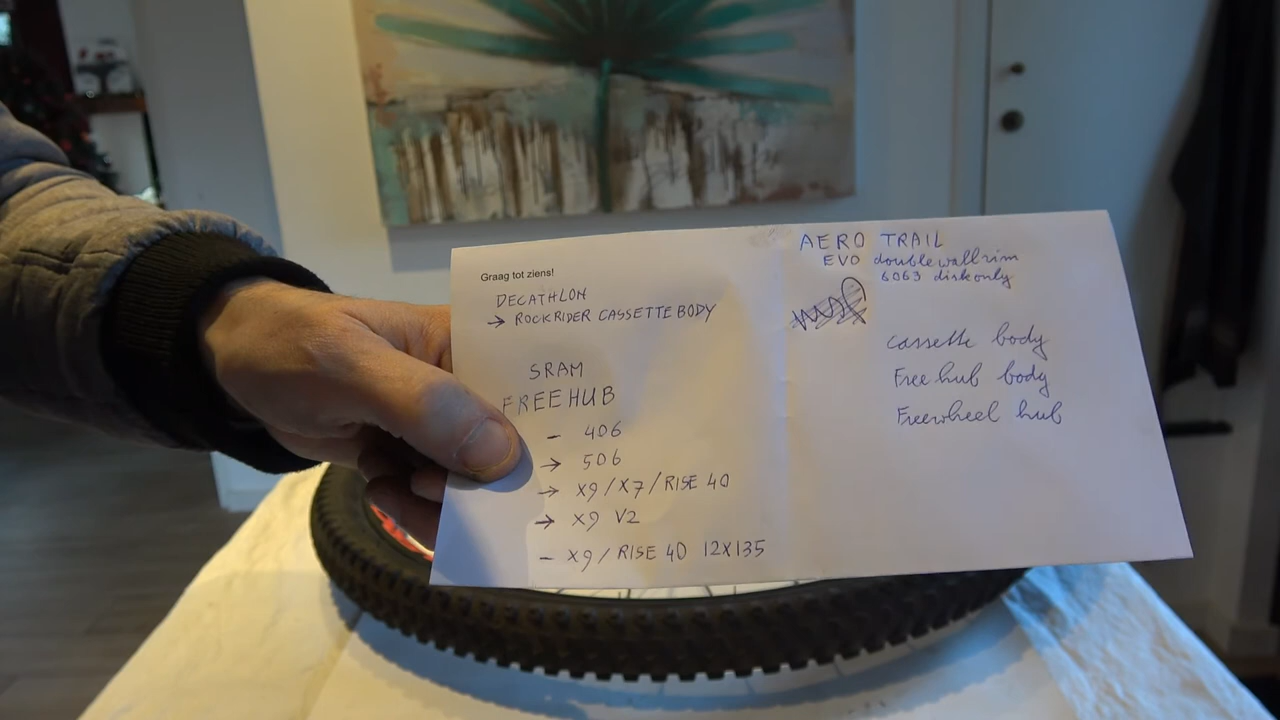 Graag tot ziens!
DECATHLON
→ ROCKRIDER CASSETTE BODY
SRAM
FREEHUB
- 406
→ 506
→ X9/X7/RISE 40
→ X9 V2
- X9/RISE 40 12X135
AERO TRAIL
EVO doublewall rim
6063 disk only
cassette body
Free hub body
Freewheel hub